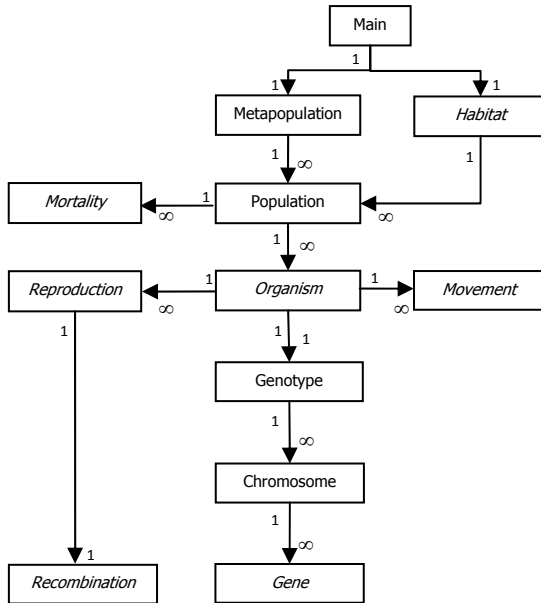 Main
1
1
1
Metapopulation
Habitat
1
∞
1
Mortality
1
∞
Population
∞
1
∞
Reproduction
1
∞
Organism
1
∞
Movement
1
1
1
Genotype
1
∞
Chromosome
1
∞
1
Recombination
Gene